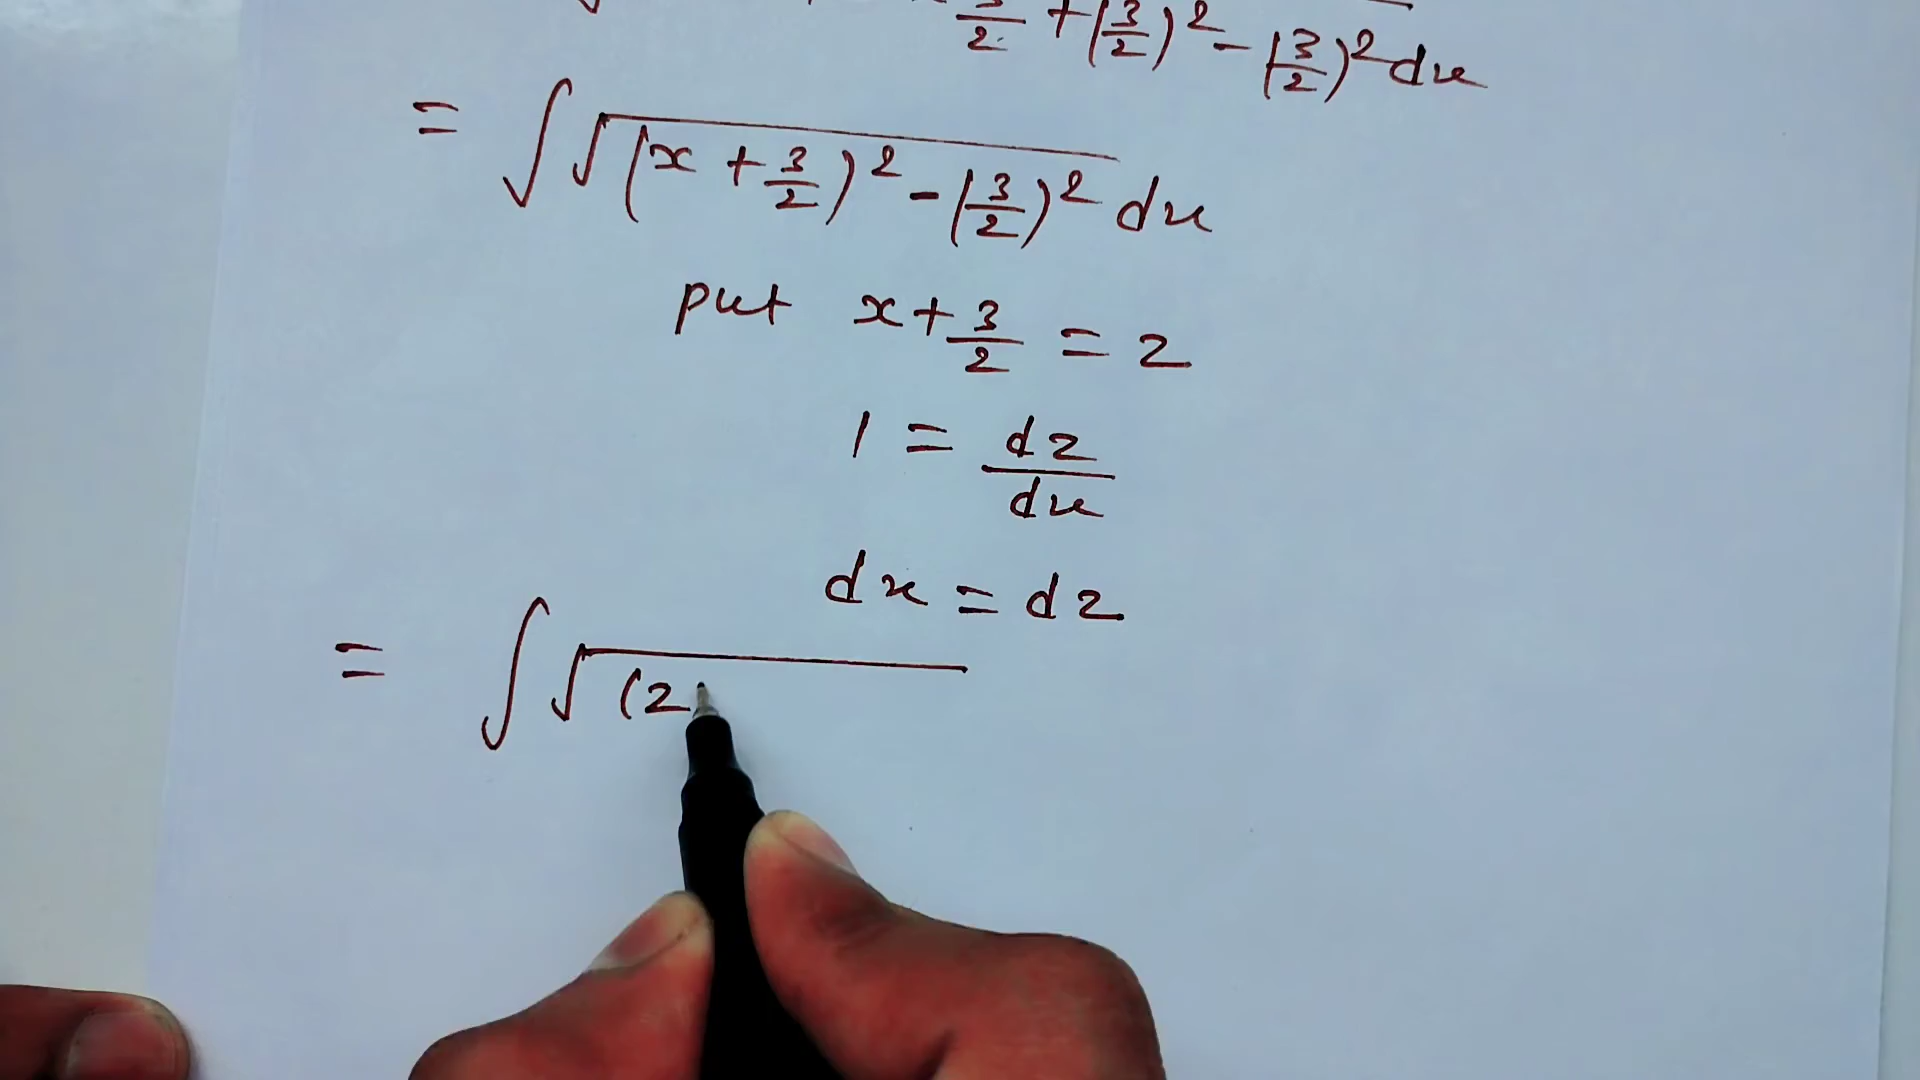 3/2 + (3/2)² - (3/2)² dx
= ∫ √(x + 3/2)² - (3/2)² dx
put x + 3/2 = z
1 = dz/dx
dx = dz
= ∫ √(z